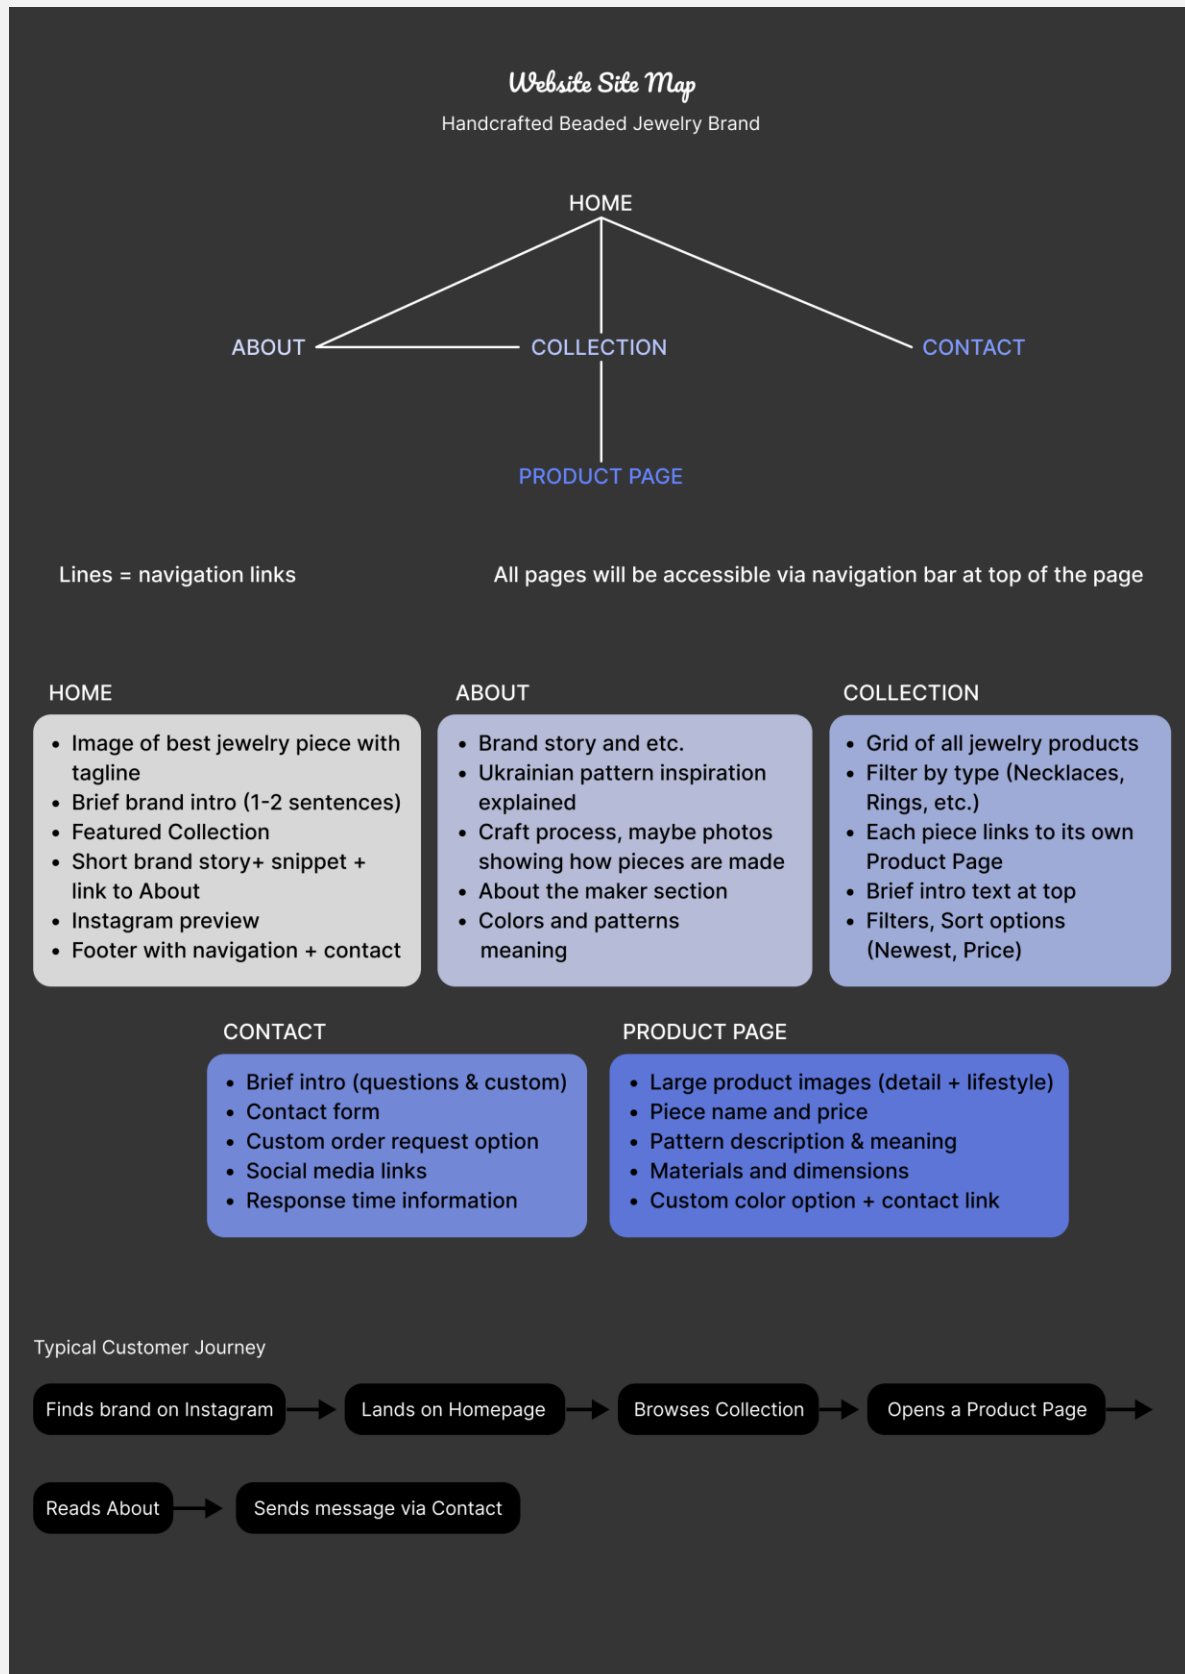 Website Site Map
Handcrafted Beaded Jewelry Brand
HOME
ABOUT
COLLECTION
CONTACT
PRODUCT PAGE
Lines = navigation links
All pages will be accessible via navigation bar at top of the page
HOME
• Image of best jewelry piece with
tagline
• Brief brand intro (1-2 sentences)
• Featured Collection
• Short brand story+ snippet +
link to About
• Instagram preview
• Footer with navigation + contact
ABOUT
• Brand story and etc.
• Ukrainian pattern inspiration
explained
• Craft process, maybe photos
showing how pieces are made
• About the maker section
• Colors and patterns
meaning
COLLECTION
• Grid of all jewelry products
• Filter by type (Necklaces,
Rings, etc.)
• Each piece links to its own
Product Page
• Brief intro text at top
• Filters, Sort options
(Newest, Price)
CONTACT
• Brief intro (questions & custom)
• Contact form
• Custom order request option
• Social media links
• Response time information
PRODUCT PAGE
• Large product images (detail + lifestyle)
• Piece name and price
• Pattern description & meaning
• Materials and dimensions
• Custom color option + contact link
Typical Customer Journey
Finds brand on Instagram
Lands on Homepage
Browses Collection
Opens a Product Page
Reads About
Sends message via Contact